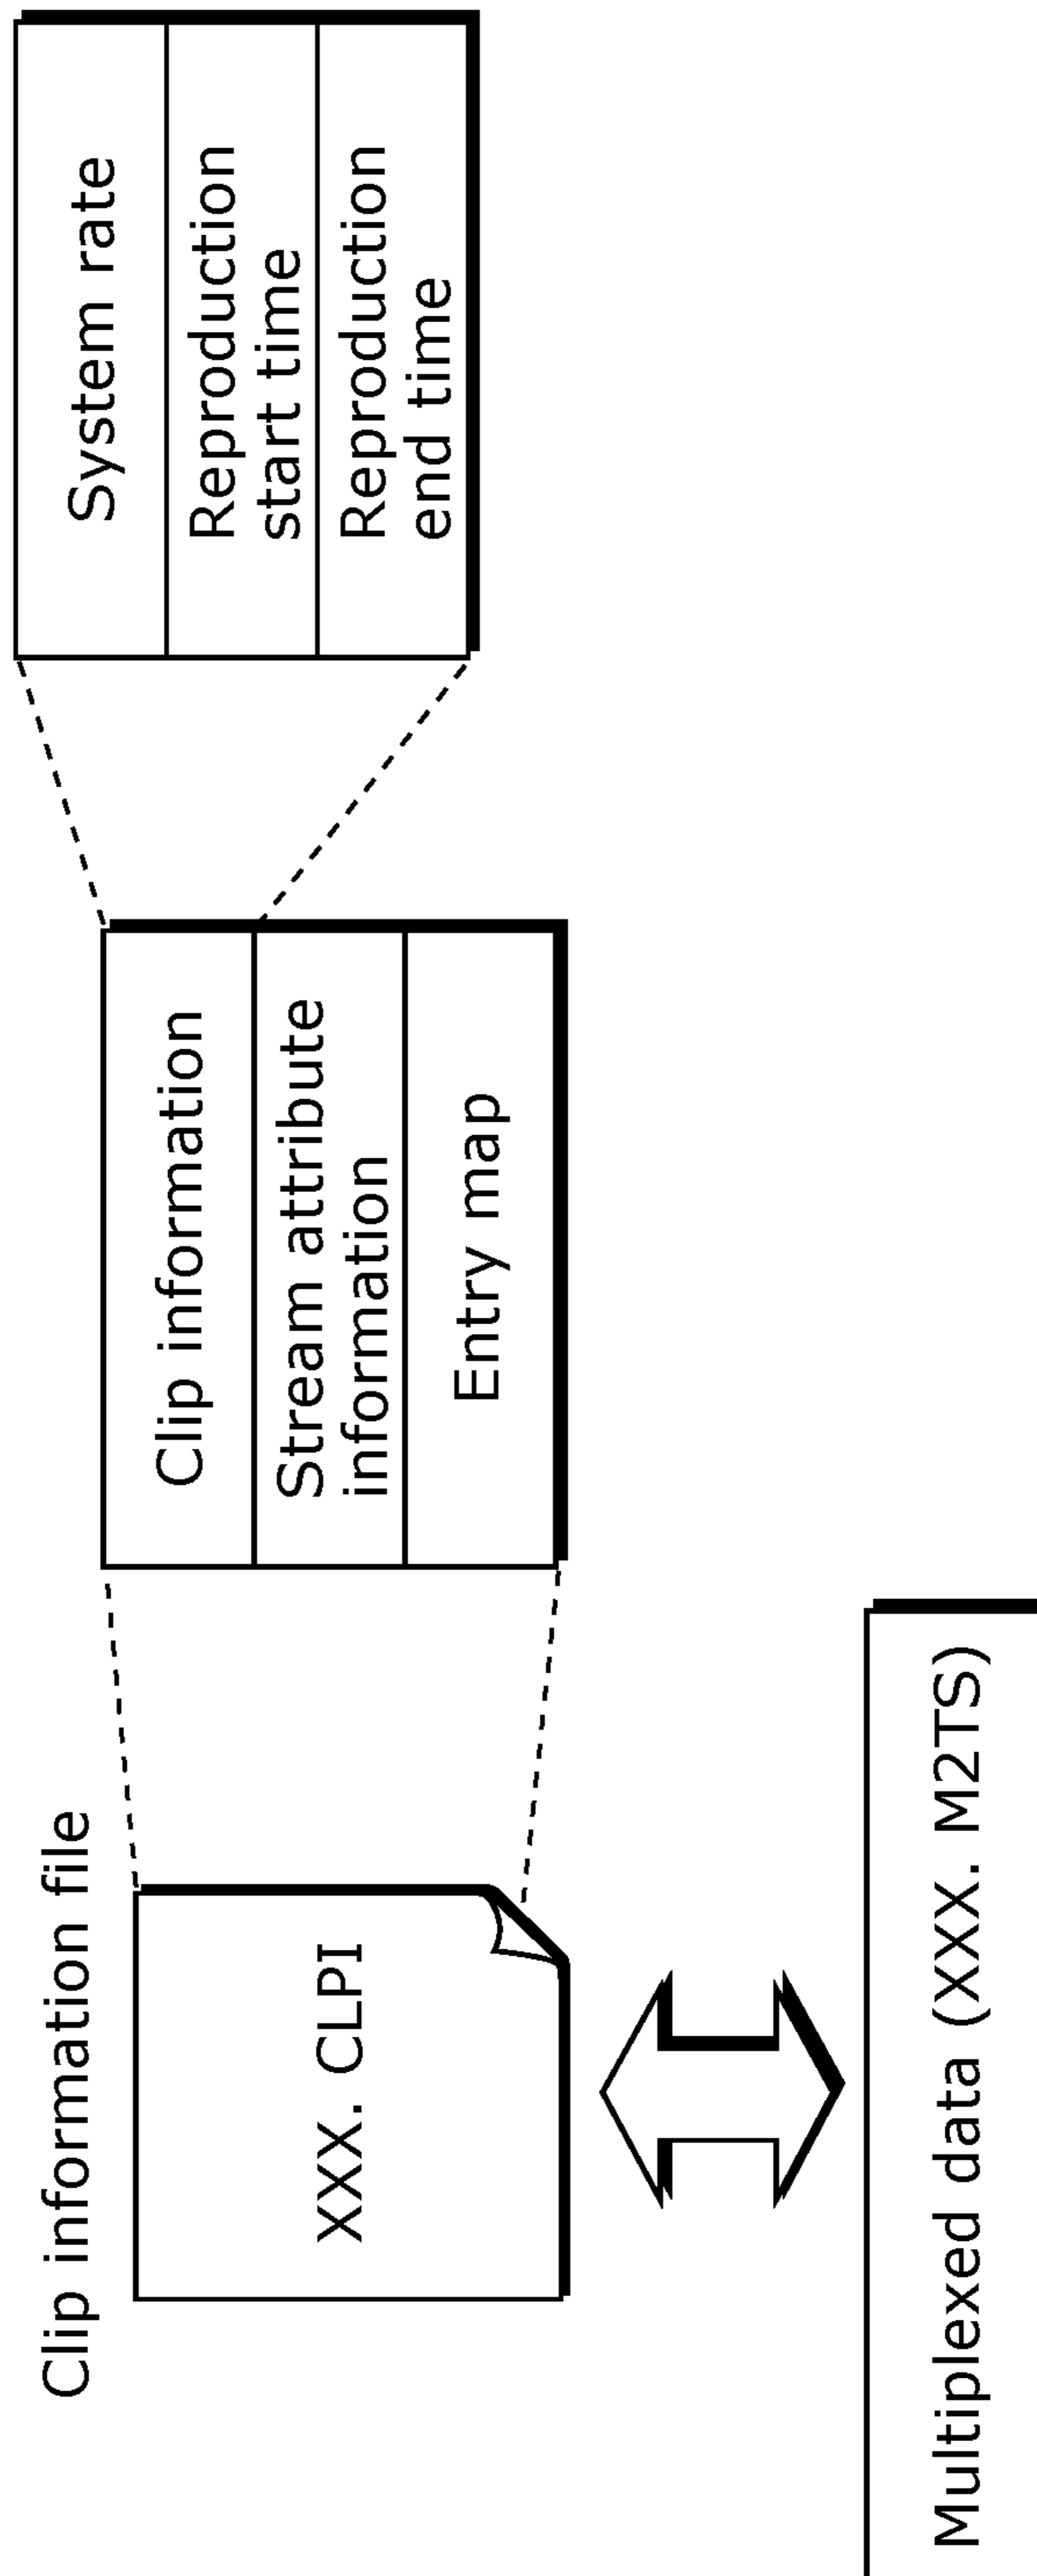 Clip information file
XXX. CLPI
Clip information
Stream attribute
information
Entry map
System rate
Reproduction
start time
Reproduction
end time
Multiplexed data (XXX. M2TS)